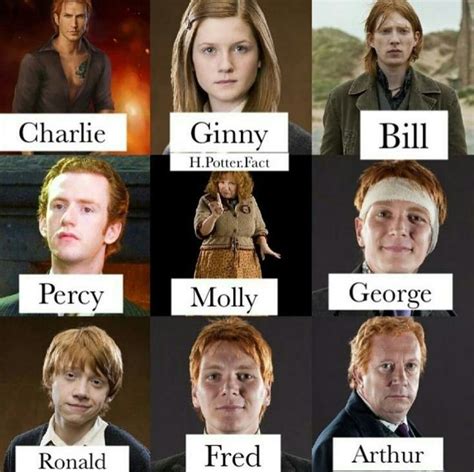 Charlie
Ginny
Bill
H.Potter.Fact
Percy
Molly
George
Ronald
Fred
Arthur